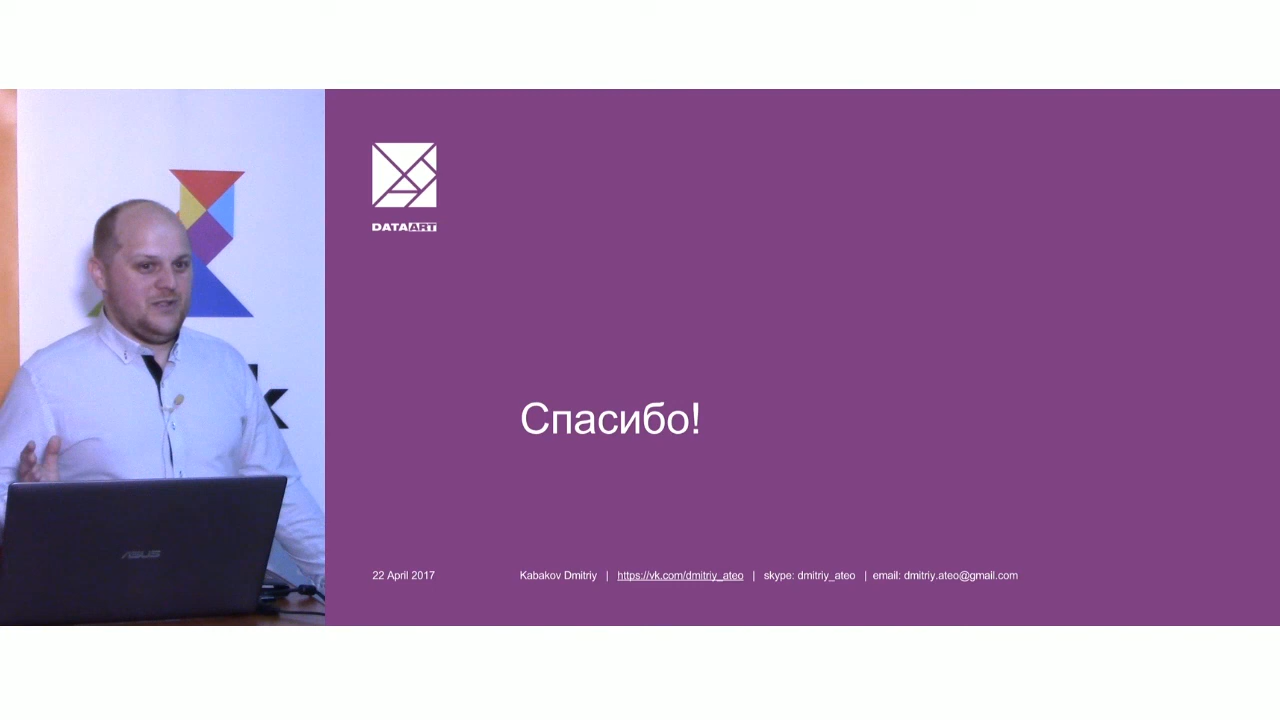 DATAART
Спасибо!
22 April 2017
Kabakov Dmitriy | https://vk.com/dmitriy_ateo | skype: dmitriy_ateo | email: dmitriy.ateo@gmail.com
k
ASUS